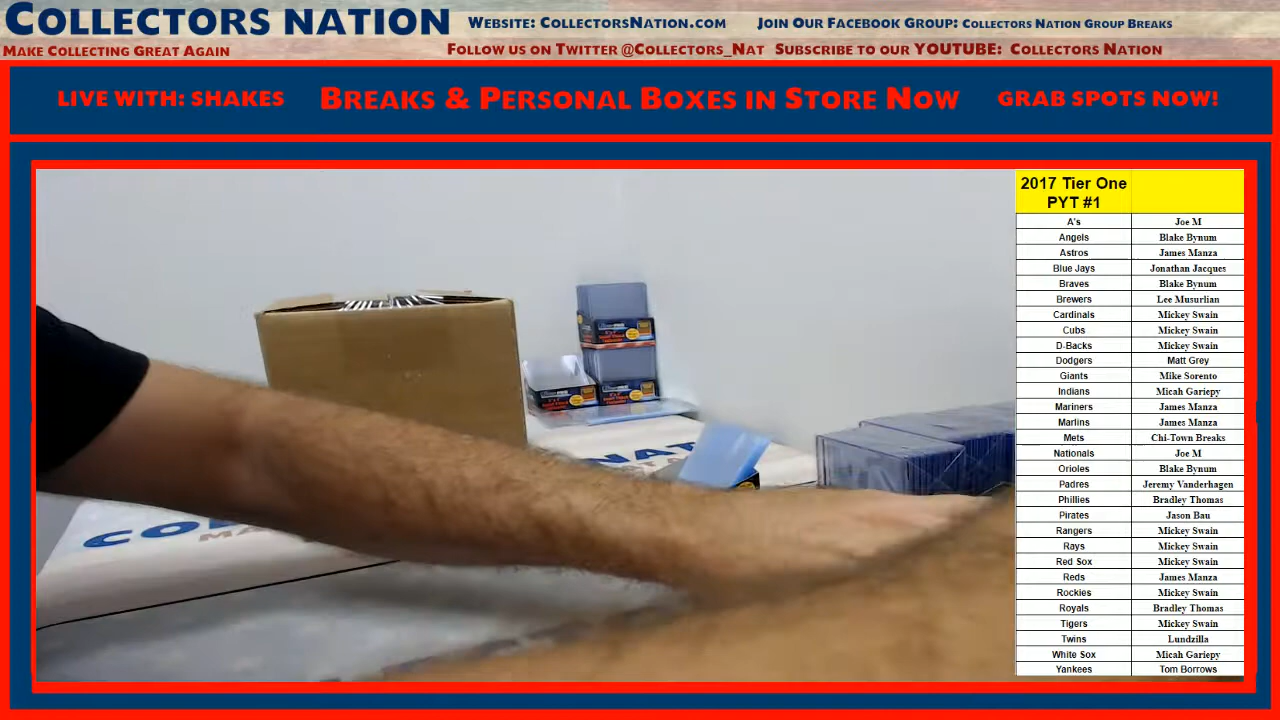 COLLECTORS NATION
WEBSITE: COLLECTORSNATION.COM
JOIN OUR FACEBOOK GROUP: COLLECTORS NATION GROUP BREAKS
MAKE COLLECTING GREAT AGAIN
FOLLOW US ON TWITTER @COLLECTORS_NAT SUBSCRIBE TO OUR YOUTUBE: COLLECTORS NATION
LIVE WITH: SHAKES
BREAKS & PERSONAL BOXES IN STORE NOW
GRAB SPOTS NOW!
2017 Tier One
PYT #1
A's Joe M
Angels Blake Bynum
Astros James Manza
Blue Jays Jonathan Jacques
Braves Blake Bynum
Brewers Lee Musurlian
Cardinals Mickey Swain
Cubs Mickey Swain
D-Backs Mickey Swain
Dodgers Matt Grey
Giants Mike Sorento
Indians Micah Gariepy
Mariners James Manza
Marlins James Manza
Mets Chi-Town Breaks
Nationals Joe M
Orioles Blake Bynum
Padres Jeremy Vanderhagen
Phillies Bradley Thomas
Pirates Jason Bau
Rangers Mickey Swain
Rays Mickey Swain
Red Sox Mickey Swain
Reds James Manza
Rockies Mickey Swain
Royals Bradley Thomas
Tigers Mickey Swain
Twins Lundzilla
White Sox Micah Gariepy
Yankees Tom Borrows